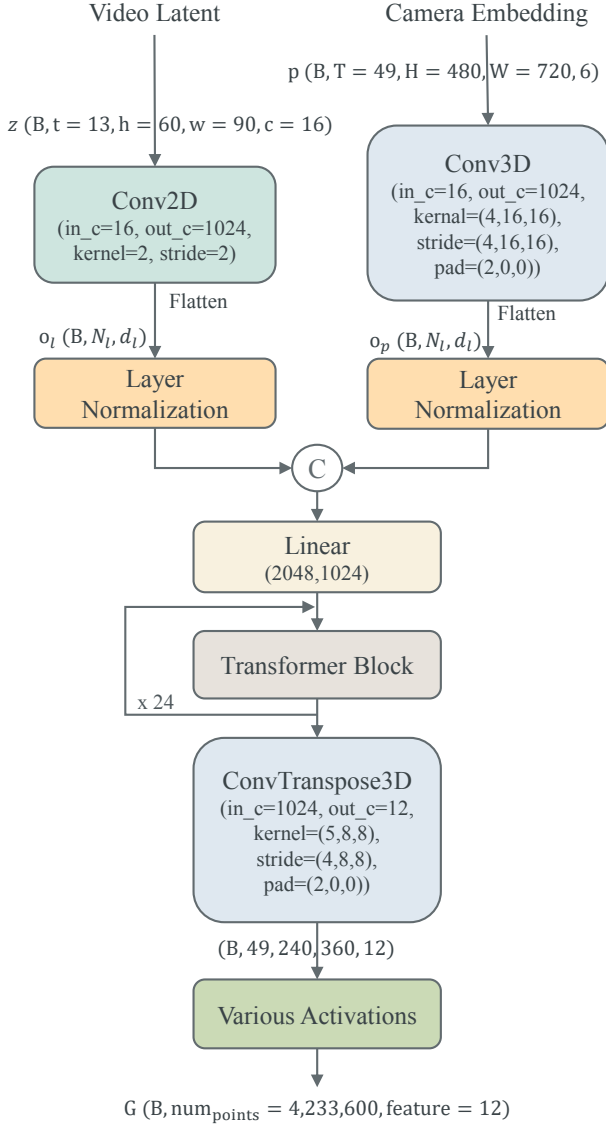 Video Latent
z (B, t = 13, h = 60, w = 90, c = 16)
Conv2D
(in_c=16, out_c=1024,
kernel=2, stride=2)
Flatten
o_l (B, N_l, d_l)
Layer
Normalization
Camera Embedding
p (B, T = 49, H = 480, W = 720, 6)
Conv3D
(in_c=16, out_c=1024,
kernal=(4,16,16),
stride=(4,16,16),
pad=(2,0,0))
Flatten
o_p (B, N_l, d_l)
Layer
Normalization
C
Linear
(2048,1024)
Transformer Block
x 24
ConvTranspose3D
(in_c=1024, out_c=12,
kernel=(5,8,8),
stride=(4,8,8),
pad=(2,0,0))
(B, 49, 240, 360, 12)
Various Activations
G (B, num_points = 4,233,600, feature = 12)